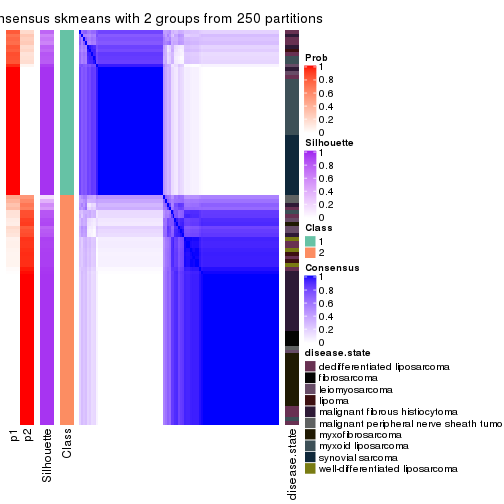 nsensus skmeans with 2 groups from 250 partitions
Prob
1
0.8
0.6
0.4
0.2
0
Silhouette
1
0.8
0.6
0.4
0.2
0
Class
1
2
Consensus
1
0.8
0.6
0.4
0.2
0
disease.state
dedifferentiated liposarcoma
fibrosarcoma
leiomyosarcoma
lipoma
malignant fibrous histiocytoma
malignant peripheral nerve sheath tumo
myxofibrosarcoma
myxoid liposarcoma
synovial sarcoma
well-differentiated liposarcoma
p1
p2
Silhouette
Class
disease.state